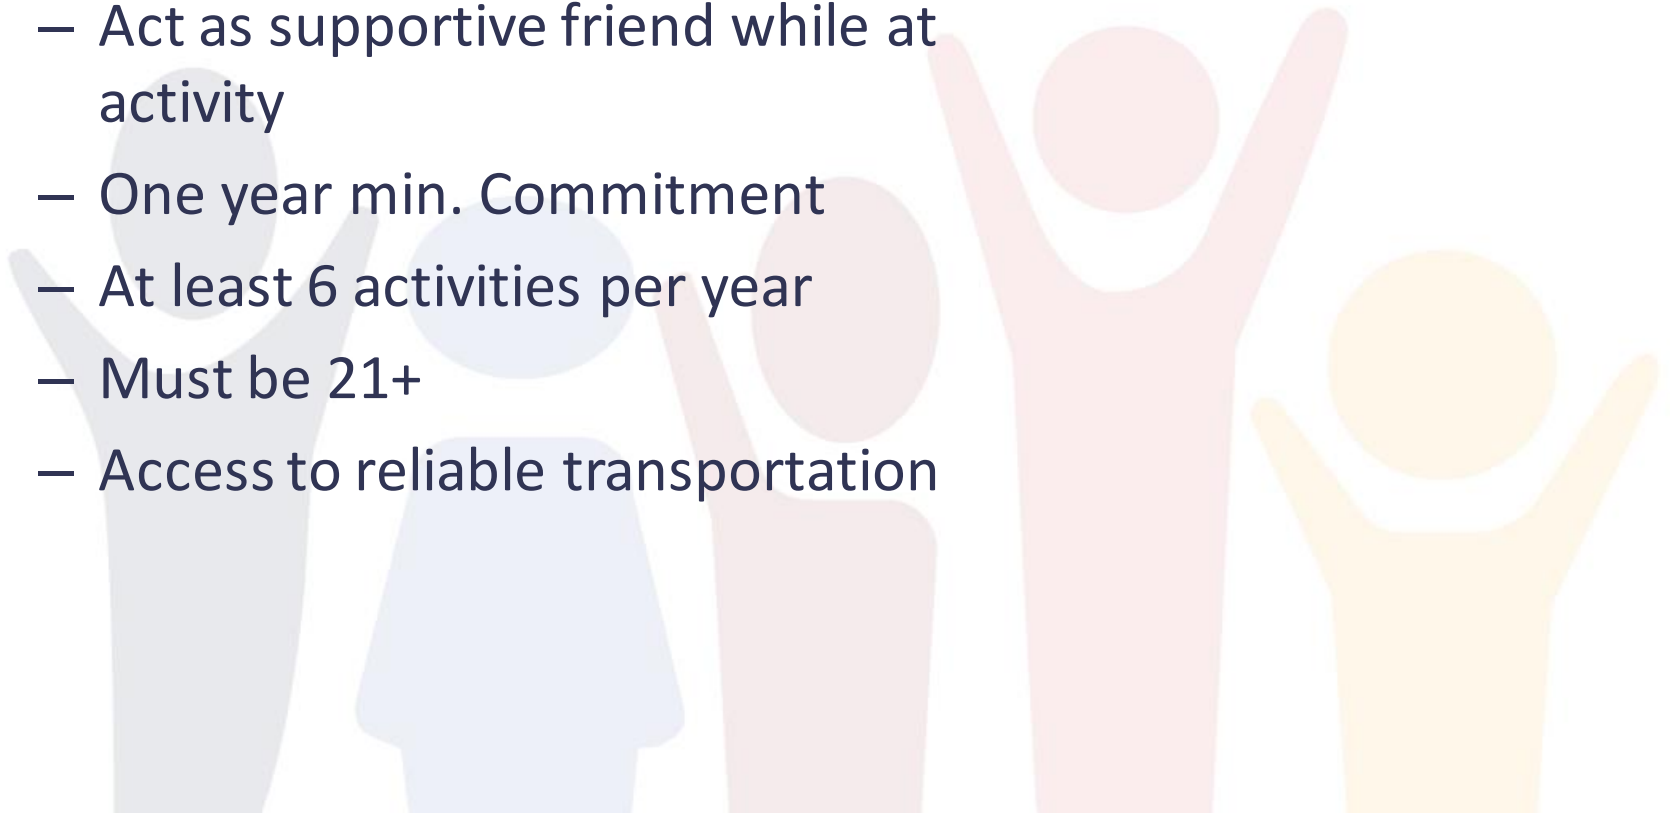 – Act as supportive friend while at
activity
– One year min. Commitment
– At least 6 activities per year
– Must be 21+
– Access to reliable transportation